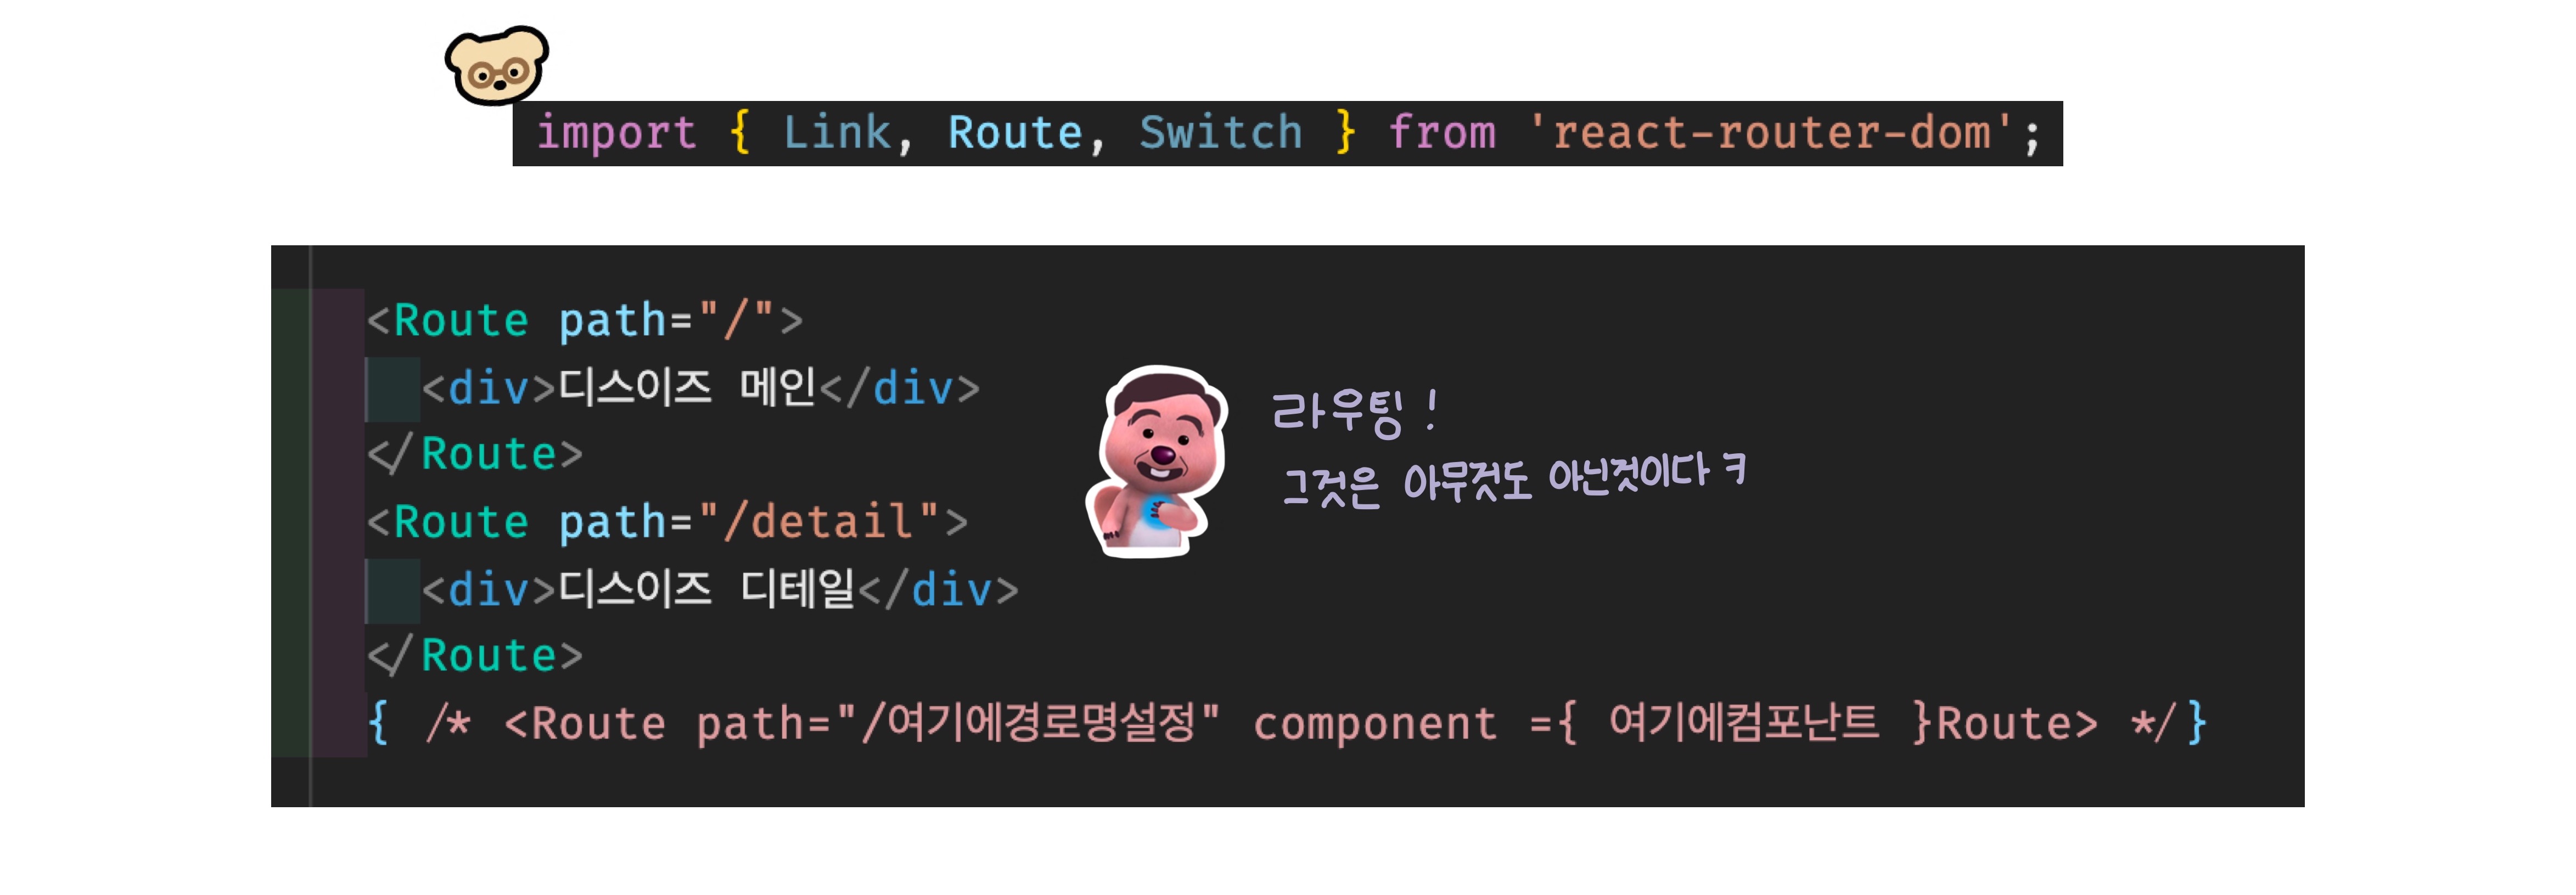 import { Link, Route, Switch } from 'react-router-dom';
<Route path="/">
<div>디스이즈 메인</div>
</Route>
라우팅!
그것은 아무것도 아닌것이다 ㅋ
<Route path="/detail">
<div>디스이즈 디테일</div>
</Route>
{ /* <Route path="/여기에경로명설정" component ={ 여기에컴포난트 }Route> */}